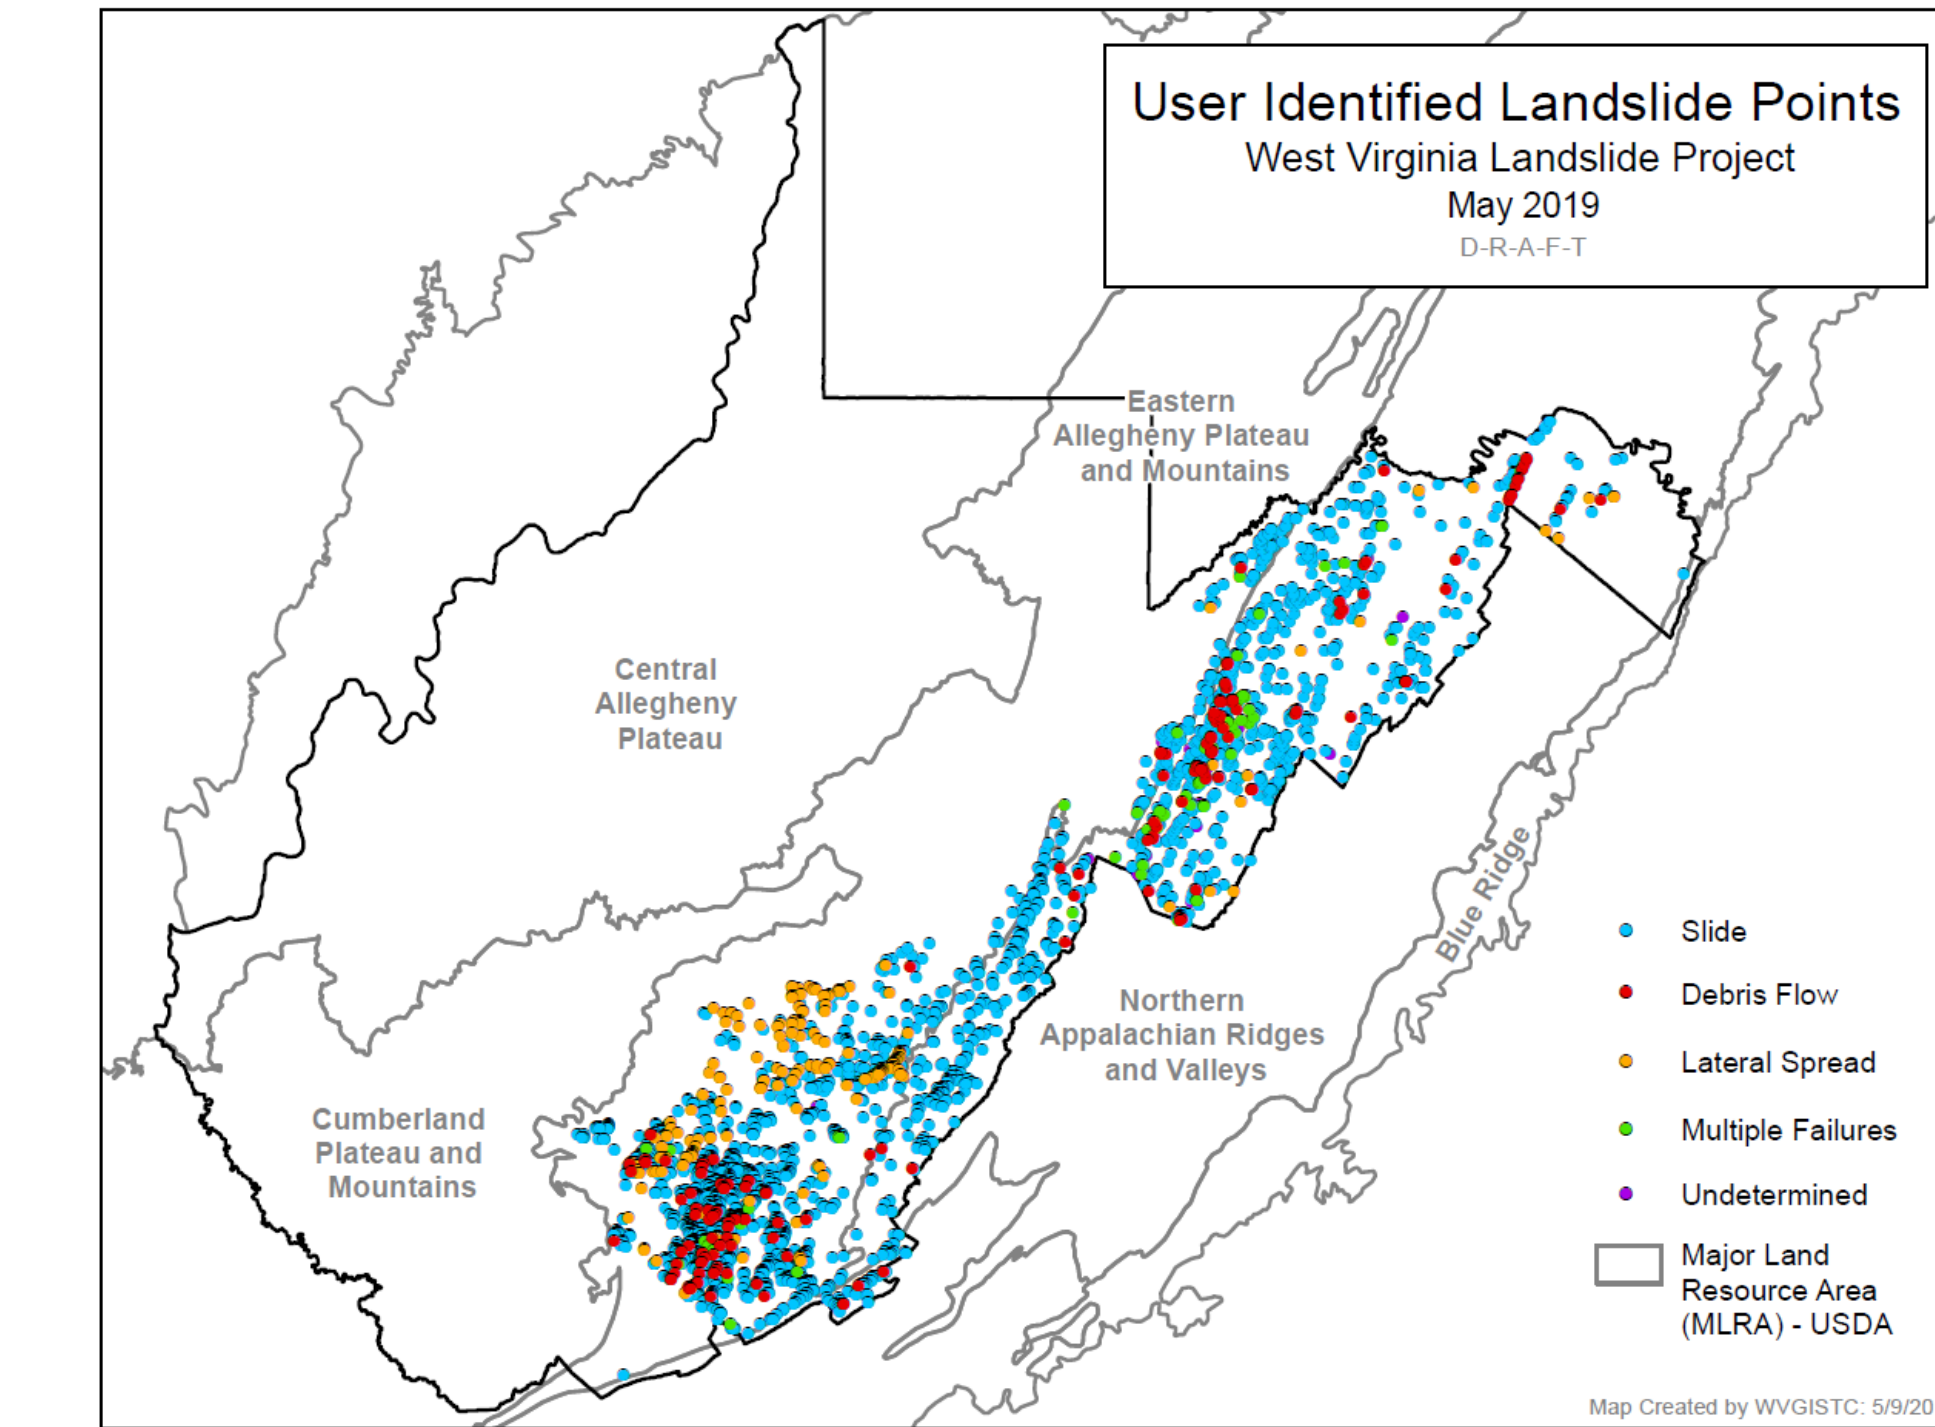 User Identified Landslide Points
West Virginia Landslide Project
May 2019
D-R-A-F-T
Eastern
Allegheny Plateau
and Mountains
Central
Allegheny
Plateau
Blue Ridge
Northern
Appalachian Ridges
and Valleys
Cumberland
Plateau and
Mountains
Slide
Debris Flow
Lateral Spread
Multiple Failures
Undetermined
Major Land
Resource Area
(MLRA) - USDA
Map Created by WVGISTC: 5/9/20